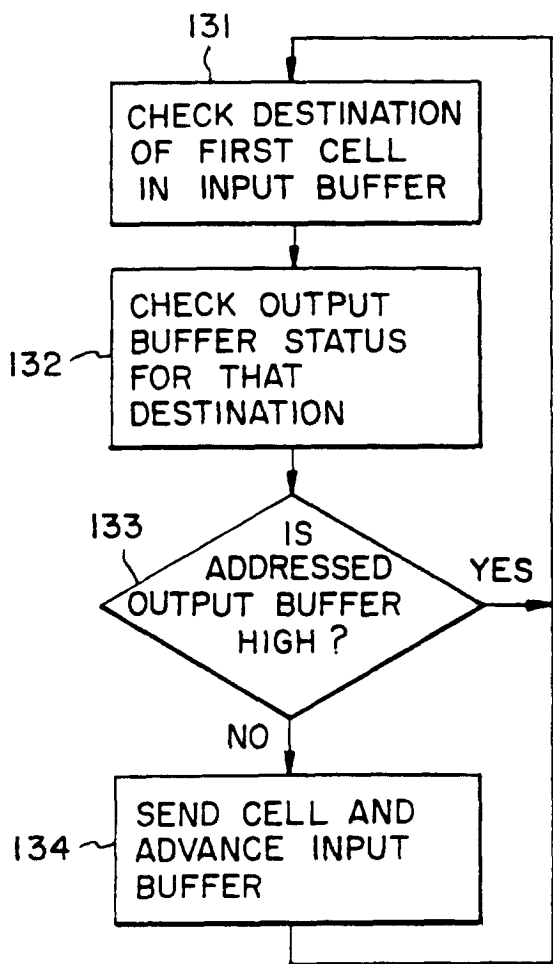 131
CHECK DESTINATION
OF FIRST CELL
IN INPUT BUFFER
132
CHECK OUTPUT
BUFFER STATUS
FOR THAT
DESTINATION
133
IS
ADDRESSED
OUTPUT BUFFER
HIGH ?
YES
NO
134
SEND CELL AND
ADVANCE INPUT
BUFFER